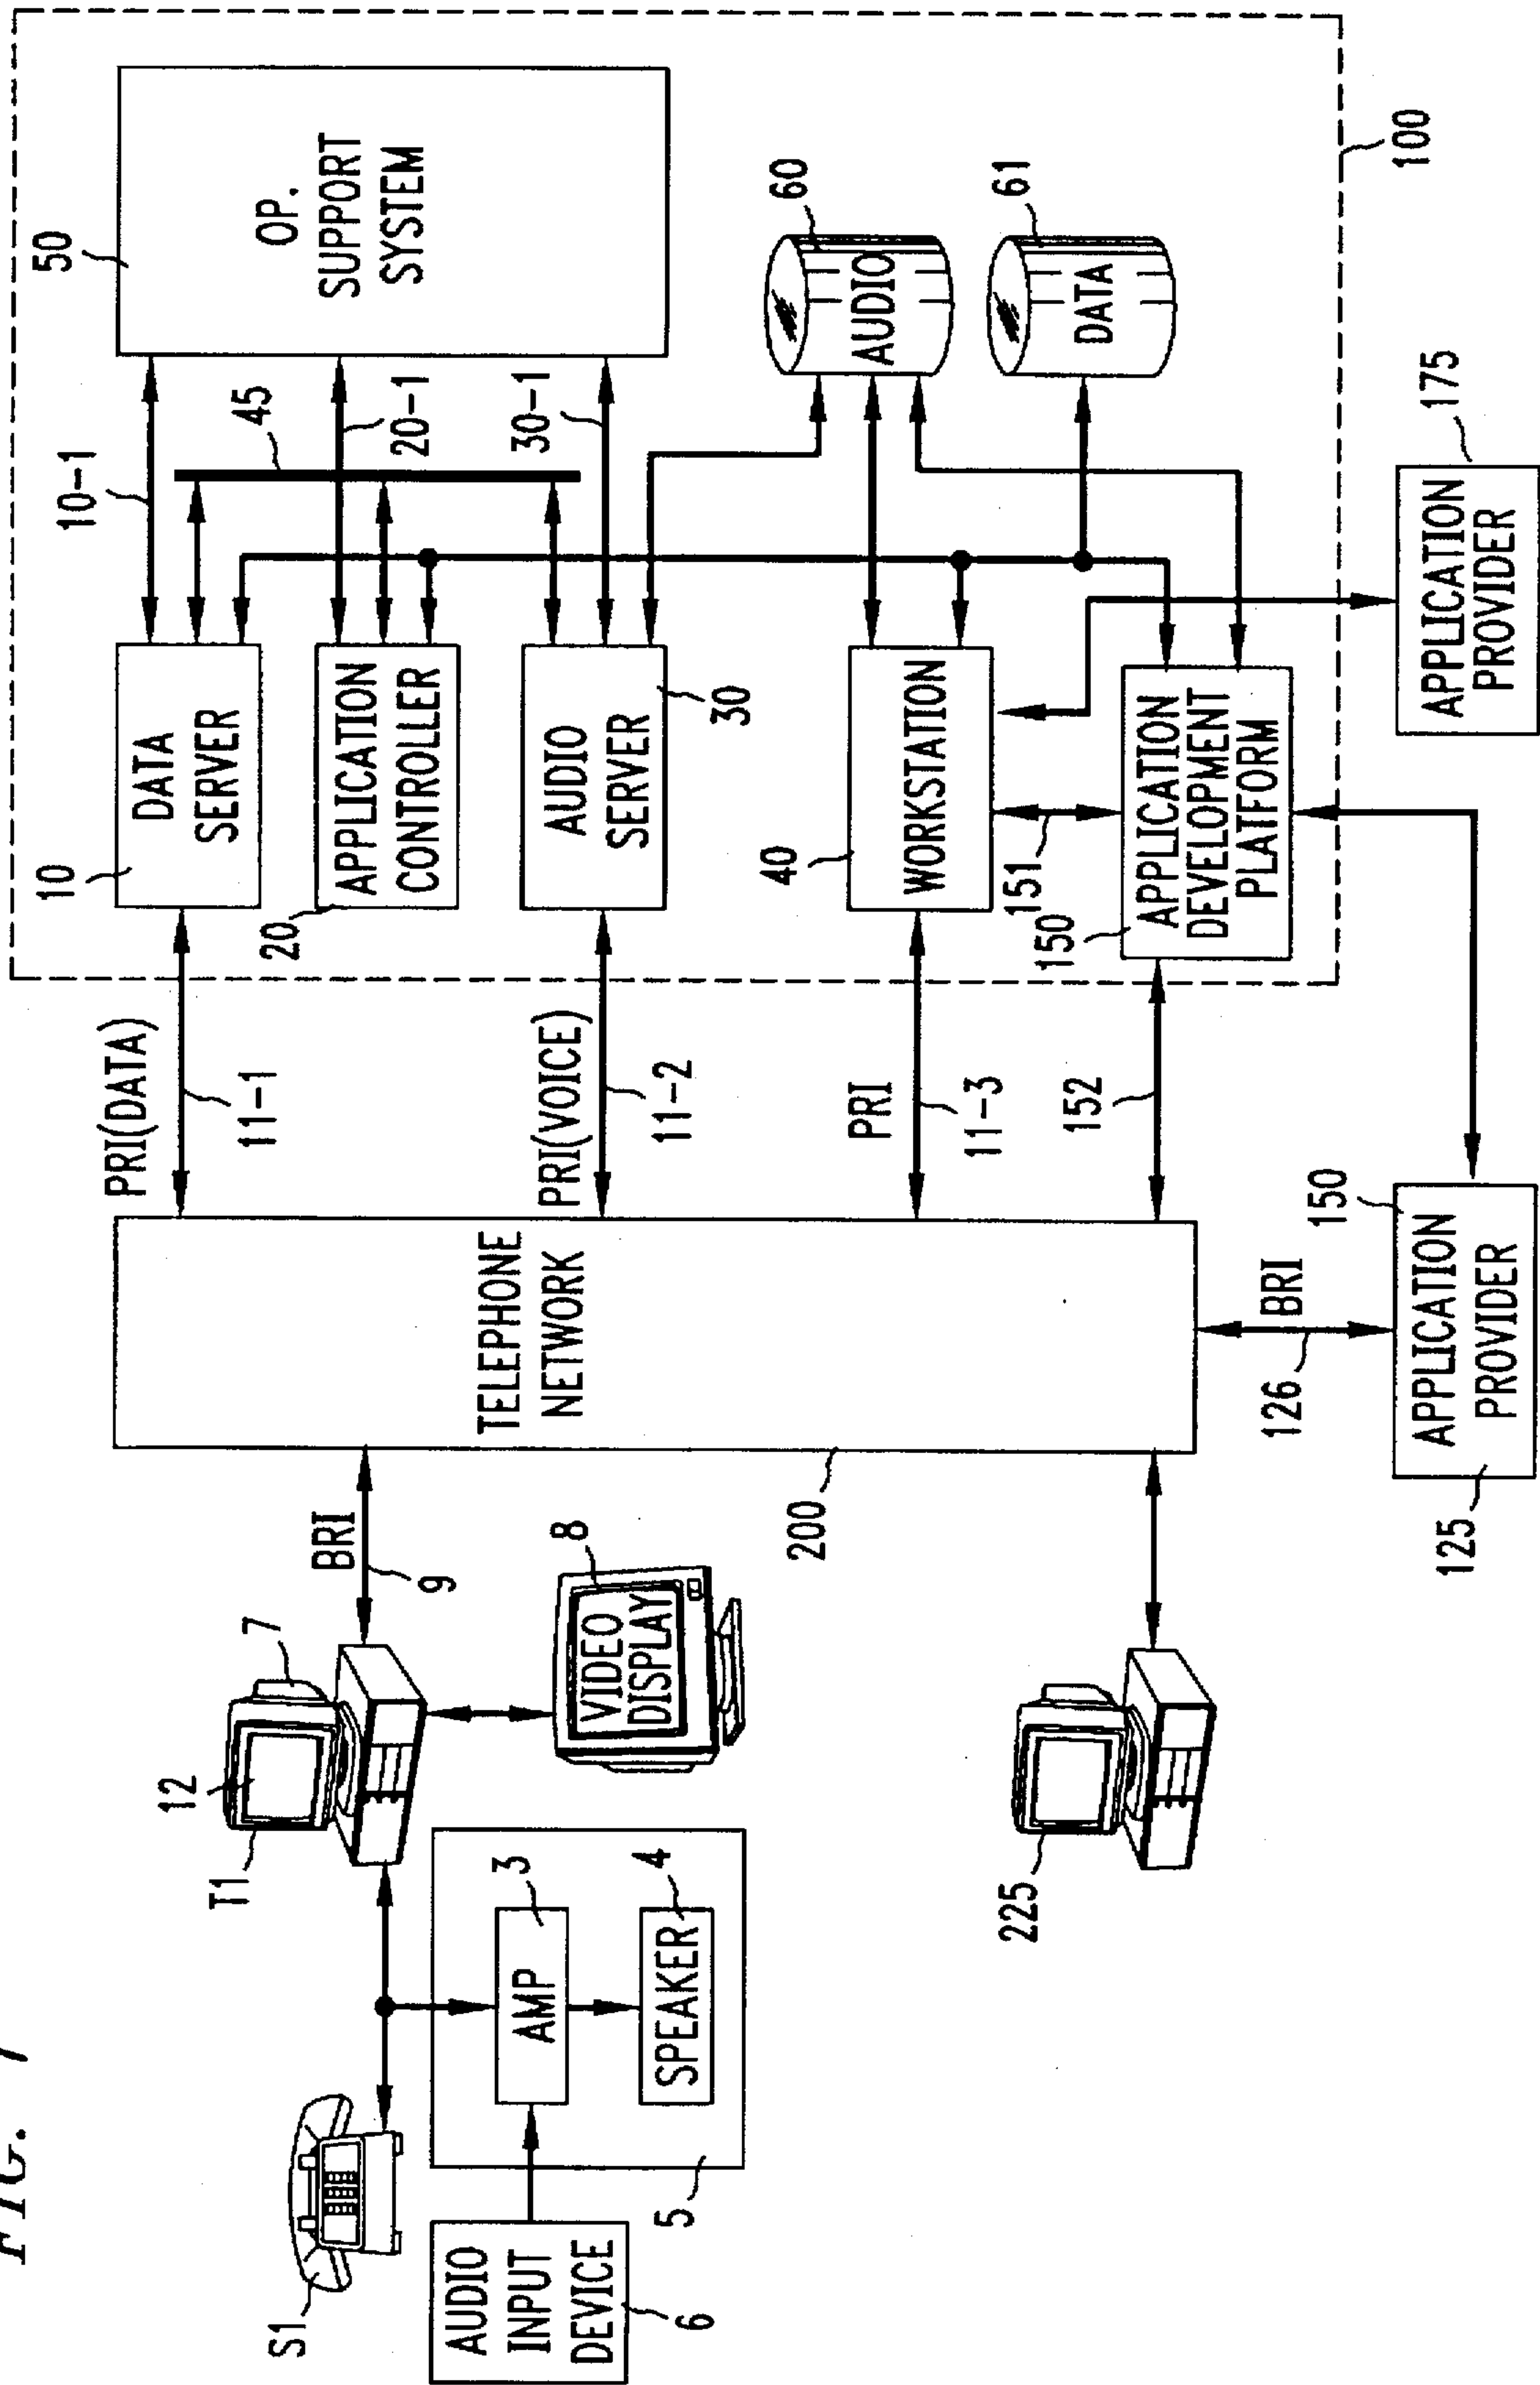 FIG. 1
S1
AUDIO
INPUT
DEVICE
6
5
AMP
3
SPEAKER
4
T1
12
7
VIDEO
DISPLAY
8
BRI
9
225
TELEPHONE
NETWORK
200
BRI
126
APPLICATION
PROVIDER
125
150
PRI(DATA)
11-1
PRI(VOICE)
11-2
PRI
11-3
152
DATA
SERVER
10
APPLICATION
CONTROLLER
20
AUDIO
SERVER
30
WORKSTATION
40
151
APPLICATION
DEVELOPMENT
PLATFORM
150
10-1
45
20-1
30-1
OP.
SUPPORT
SYSTEM
50
AUDIO
60
DATA
61
100
APPLICATION
PROVIDER
175